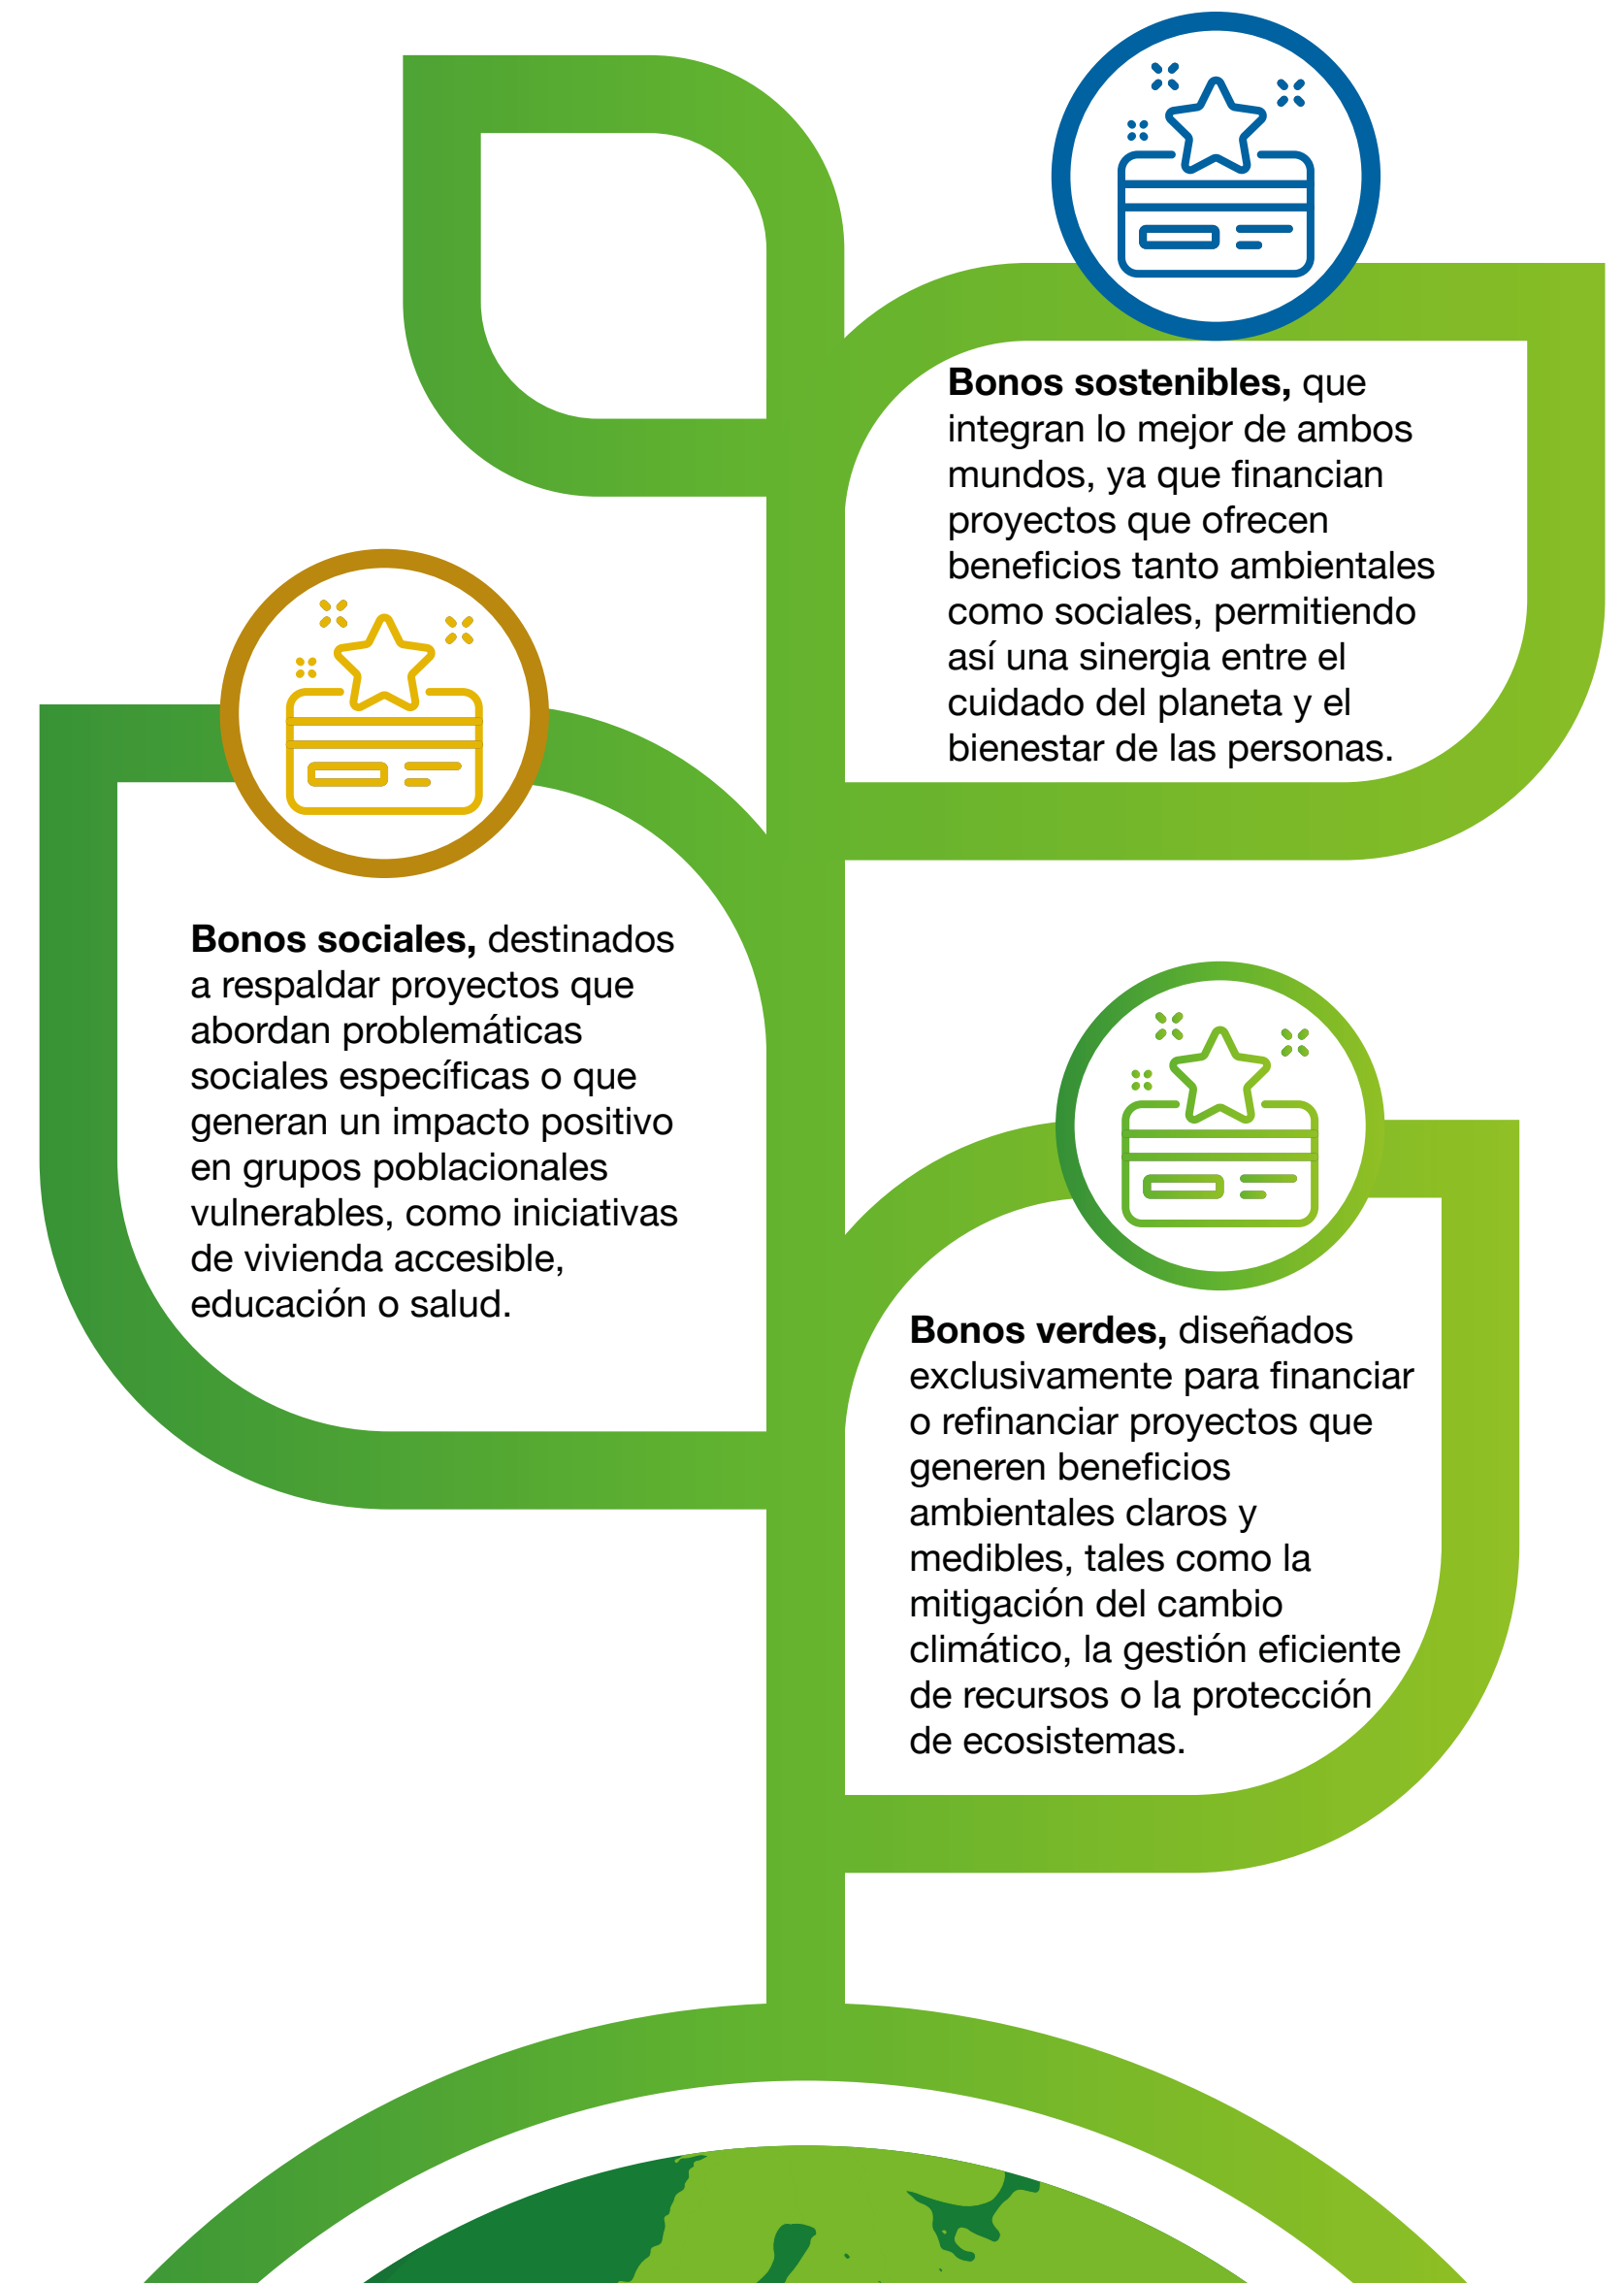 Bonos sostenibles, que
integran lo mejor de ambos
mundos, ya que financian
proyectos que ofrecen
beneficios tanto ambientales
como sociales, permitiendo
así una sinergia entre el
cuidado del planeta y el
bienestar de las personas.
Bonos sociales, destinados
a respaldar proyectos que
abordan problemáticas
sociales específicas o que
generan un impacto positivo
en grupos poblacionales
vulnerables, como iniciativas
de vivienda accesible,
educación o salud.
Bonos verdes, diseñados
exclusivamente para financiar
o refinanciar proyectos que
generen beneficios
ambientales claros y
medibles, tales como la
mitigación del cambio
climático, la gestión eficiente
de recursos o la protección
de ecosistemas.